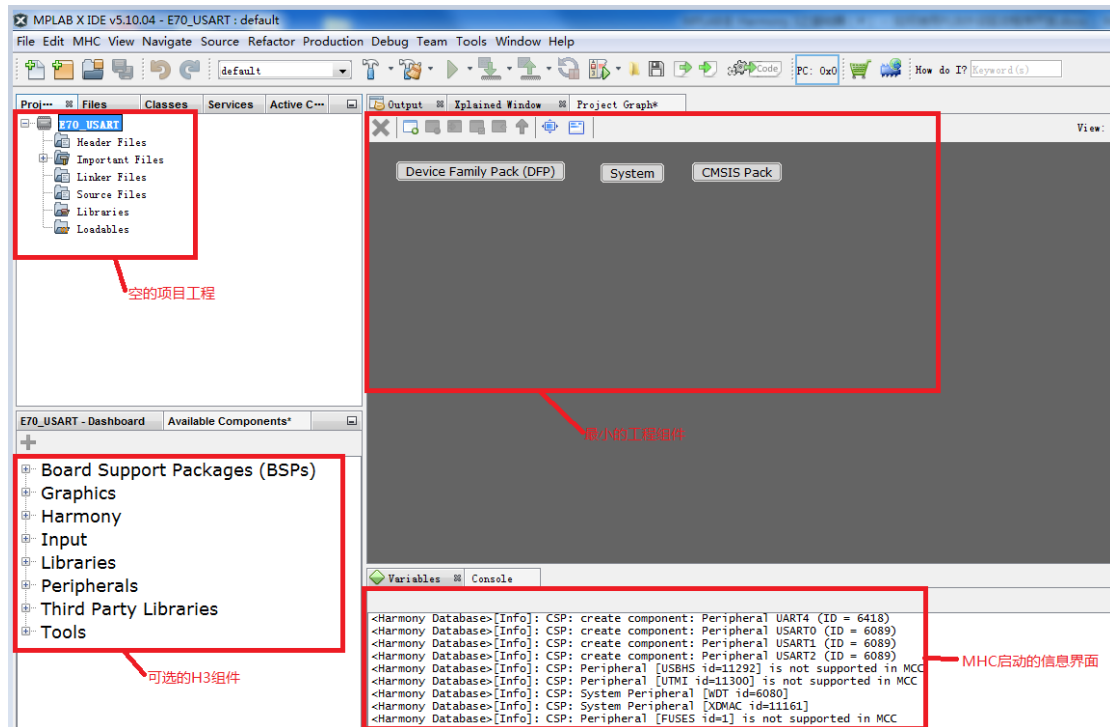 MPLAB X IDE v5.10.04 - E70_USART : default
File Edit MHC View Navigate Source Refactor Production Debug Team Tools Window Help
default
Code
PC: 0x0
How do I? Keyword(s)
Proj... Files Classes Services Active C...
Output Xplained Window Project Graph*
E70_USART
Header Files
Important Files
Linker Files
Source Files
Libraries
Loadables
View:
Device Family Pack (DFP) System CMSIS Pack
空的项目工程
最小的工程组件
E70_USART - Dashboard Available Components*
Board Support Packages (BSPs)
Graphics
Harmony
Input
Libraries
Peripherals
Third Party Libraries
Tools
可选的H3组件
Variables Console
<Harmony Database>[Info]: CSP: create component: Peripheral UART4 (ID = 6418)
<Harmony Database>[Info]: CSP: create component: Peripheral USART0 (ID = 6089)
<Harmony Database>[Info]: CSP: create component: Peripheral USART1 (ID = 6089)
<Harmony Database>[Info]: CSP: create component: Peripheral USART2 (ID = 6089)
<Harmony Database>[Info]: CSP: Peripheral [USBHS id=11292] is not supported in MCC
<Harmony Database>[Info]: CSP: Peripheral [UTMI id=11300] is not supported in MCC
<Harmony Database>[Info]: CSP: System Peripheral [WDT id=6080]
<Harmony Database>[Info]: CSP: System Peripheral [XDMAC id=11161]
<Harmony Database>[Info]: CSP: Peripheral [FUSES id=1] is not supported in MCC
MHC启动的信息界面